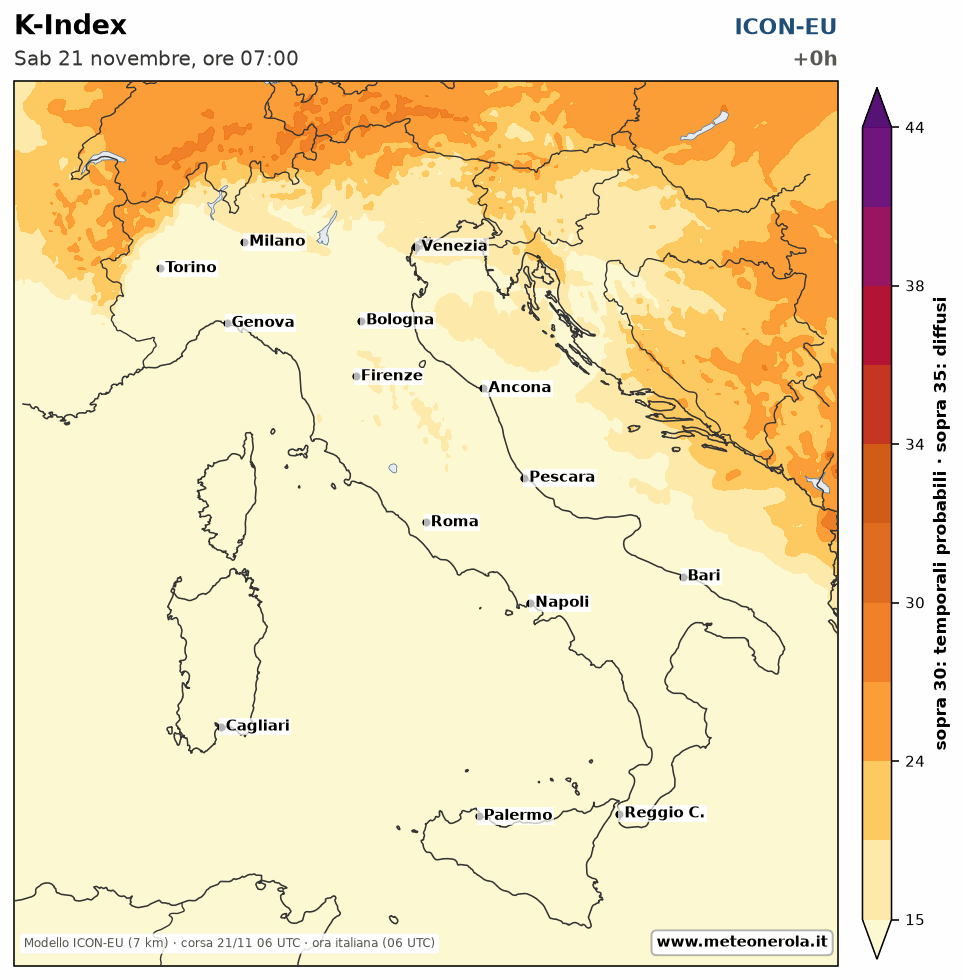 K-Index
ICON-EU
Sab 21 novembre, ore 07:00
+0h
Milano
Venezia
Torino
Genova
Bologna
Firenze
Ancona
Pescara
Roma
Bari
Napoli
Cagliari
Palermo
Reggio C.
44
38
34
30
24
15
sopra 30: temporali probabili · sopra 35: diffusi
Modello ICON-EU (7 km) · corsa 21/11 06 UTC · ora italiana (06 UTC)
www.meteonerola.it